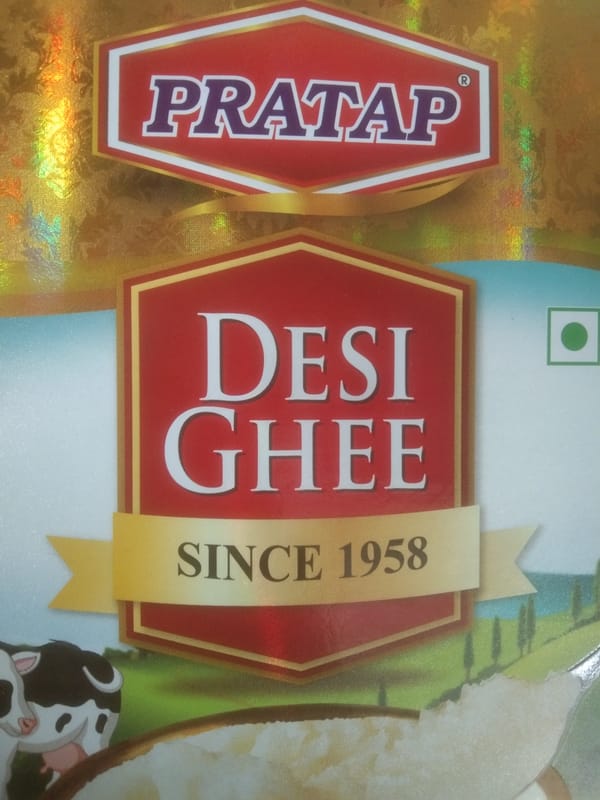 PRATAP®
DESI
GHEE
SINCE 1958